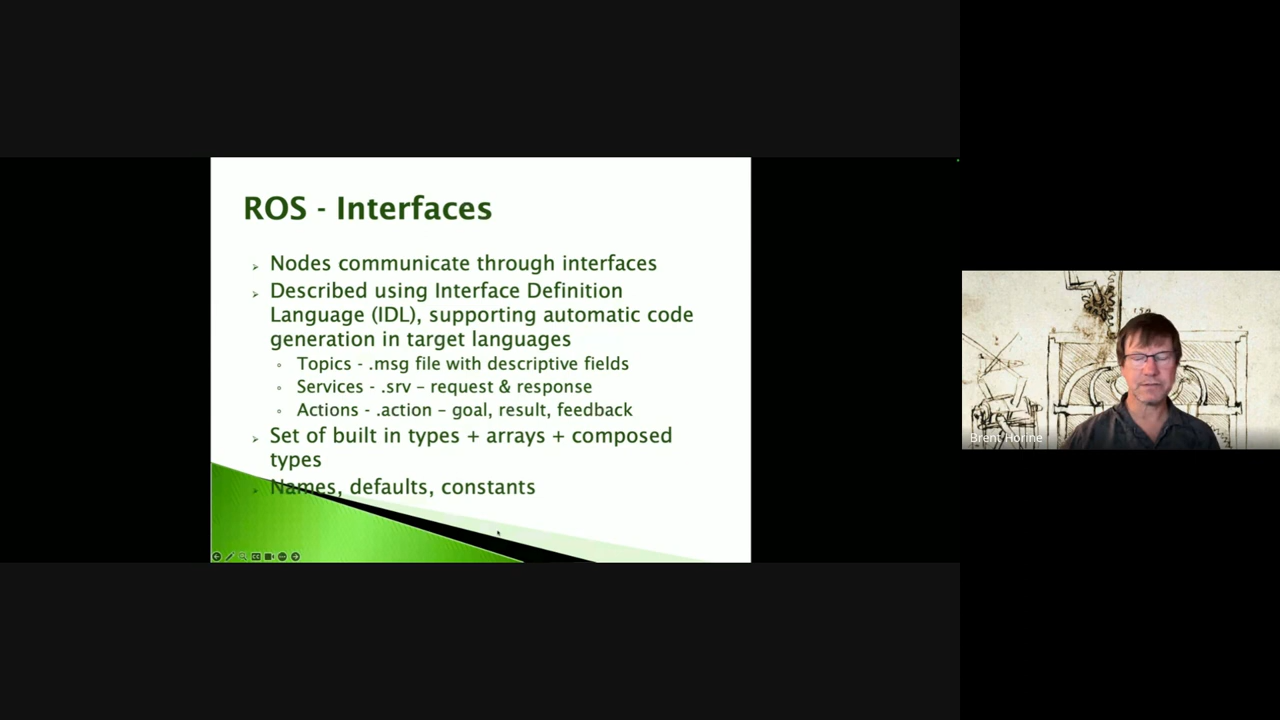 ROS - Interfaces
Nodes communicate through interfaces
Described using Interface Definition
Language (IDL), supporting automatic code
generation in target languages
Topics - .msg file with descriptive fields
Services - .srv – request & response
Actions - .action – goal, result, feedback
Set of built in types + arrays + composed
types
Names, defaults, constants
Brent Horine